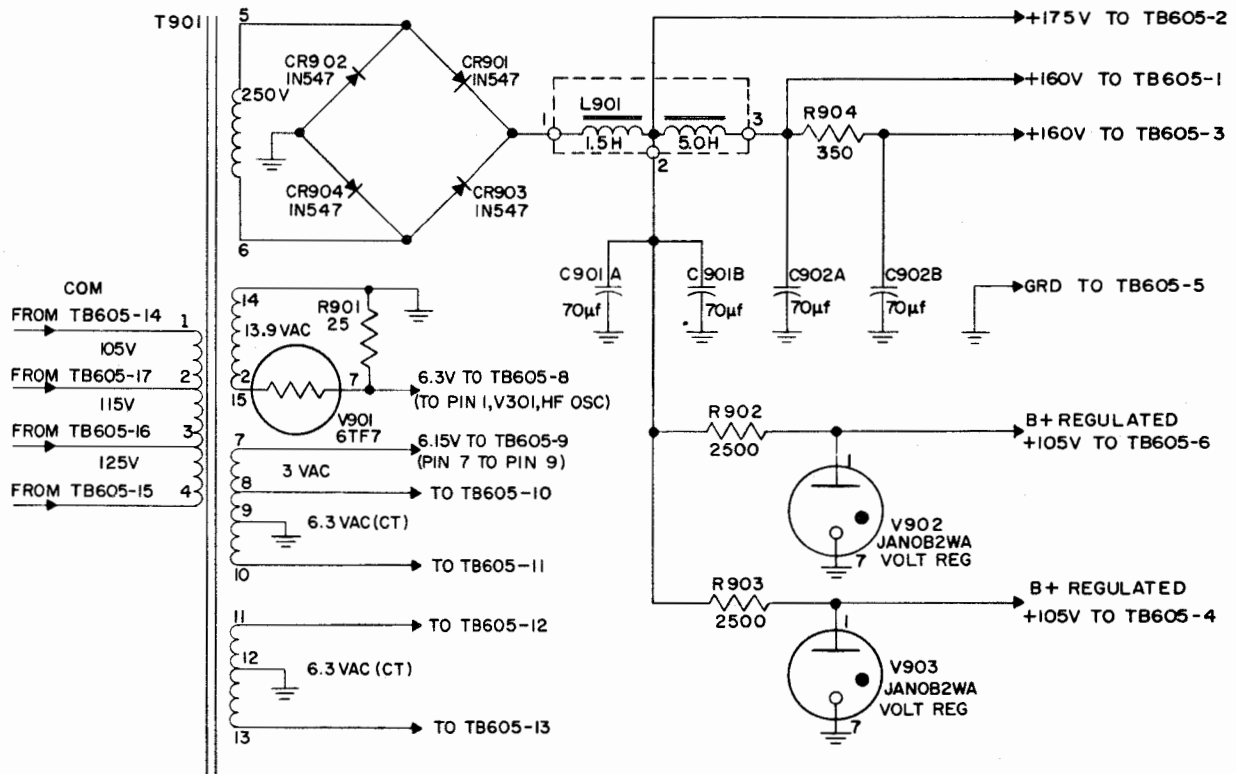 T901
5
250V
6
CR902
IN547
CR901
IN547
CR904
IN547
CR903
IN547
1
L901
1.5H
5.0H
2
3
R904
350
+175V TO TB605-2
+160V TO TB605-1
+160V TO TB605-3
C901A
70µf
C901B
70µf
C902A
70µf
C902B
70µf
GRD TO TB605-5
COM
FROM TB605-14
1
105V
FROM TB605-17
2
115V
FROM TB605-16
3
125V
FROM TB605-15
4
14
13.9 VAC
2
15
R901
25
7
V901
6TF7
6.3V TO TB605-8
(TO PIN 1, V301, HF OSC)
7
6.15V TO TB605-9
(PIN 7 TO PIN 9)
3 VAC
8
TO TB605-10
9
6.3 VAC (CT)
10
TO TB605-11
11
TO TB605-12
12
6.3 VAC (CT)
13
TO TB605-13
R902
2500
B+ REGULATED
+105V TO TB605-6
1
V902
JANOB2WA
VOLT REG
7
R903
2500
B+ REGULATED
+105V TO TB605-4
1
V903
JANOB2WA
VOLT REG
7